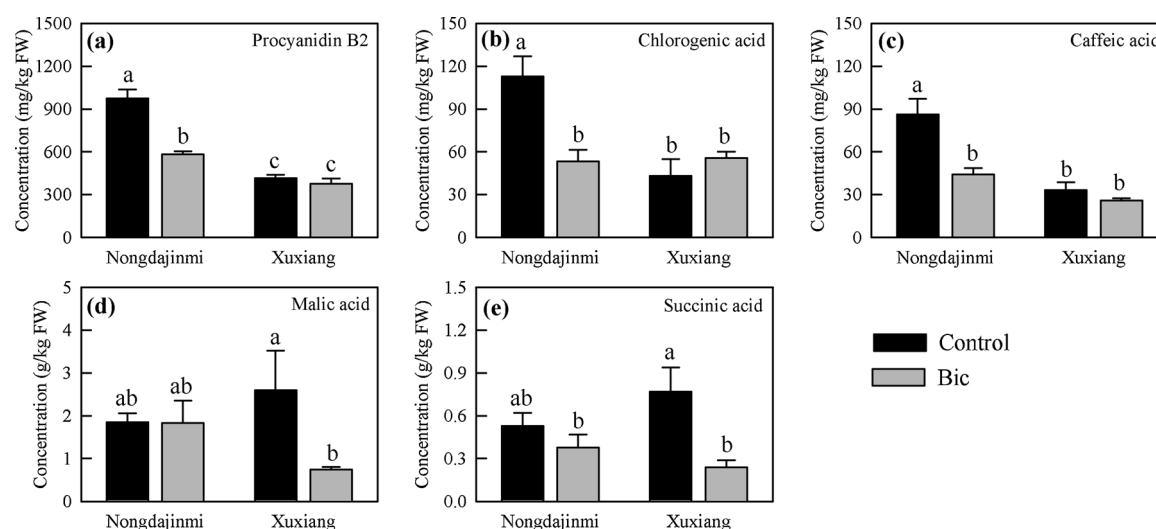 (a)
Procyanidin B2
Concentration (mg/kg FW)
1500
1200
900
600
300
0
a
b
c
c
Nongdajinmi
Xuxiang
(b)
Chlorogenic acid
Concentration (mg/kg FW)
150
120
90
60
30
0
a
b
b
b
Nongdajinmi
Xuxiang
(c)
Caffeic acid
Concentration (mg/kg FW)
150
120
90
60
30
0
a
b
b
b
Nongdajinmi
Xuxiang
(d)
Malic acid
Concentration (g/kg FW)
5
4
3
2
1
0
ab
ab
a
b
Nongdajinmi
Xuxiang
(e)
Succinic acid
Concentration (g/kg FW)
1.5
1.2
0.9
0.6
0.3
0.0
ab
b
a
b
Nongdajinmi
Xuxiang
Control
Bic